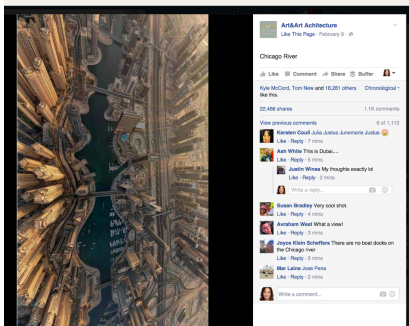 Art&Art Achitecture
Like This Page · February 9 ·
Chicago River
Like Comment Share Buffer
Kyle McCord, Tom New and 18,281 others Chronological
like this.
22,486 shares 1.1K comments
View previous comments 6 of 1,112
Kersten Coull Julia Justus Junemarie Justus
Like · Reply · 7 mins
Ash White This is Dubai....
Like · Reply · 5 mins
Justin Wines My thoughts exactly lol
Like · Reply · 2 mins
Write a reply...
Susan Bradley Very cool shot.
Like · Reply · 4 mins
Avraham West What a view!
Like · Reply · 3 mins
Joyce Klein Scheffers There are no boat docks on
the Chicago river
Like · Reply · 3 mins
Mar Laine Jose Peria
Like · Reply · 2 mins
Write a comment...